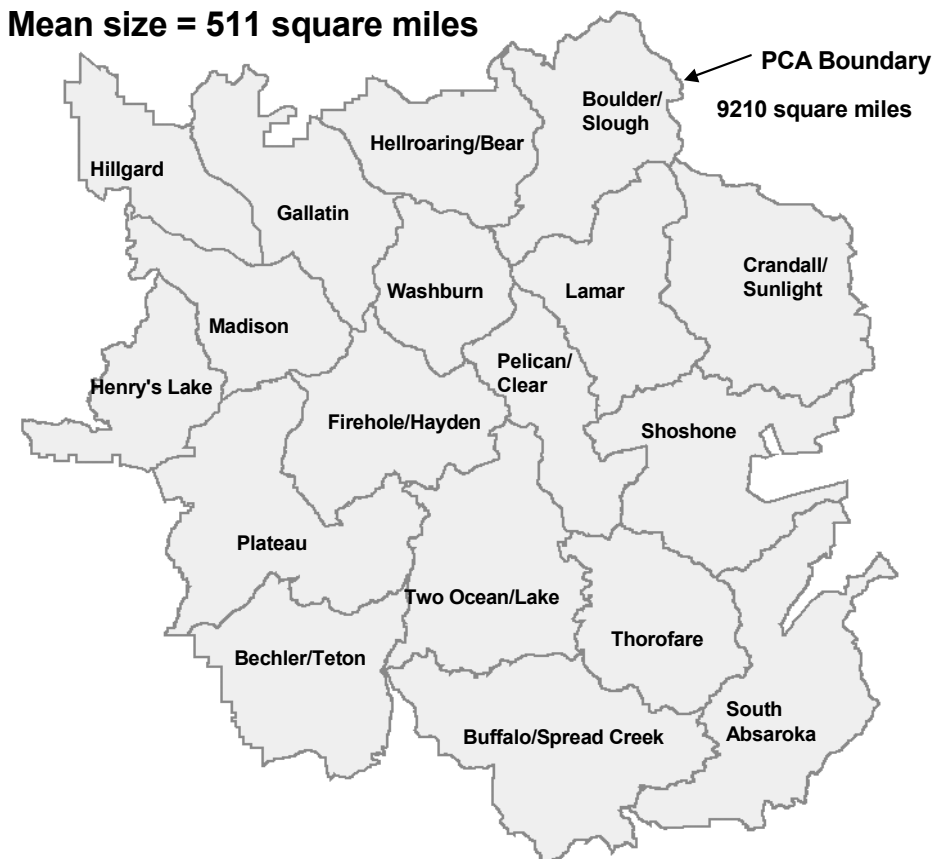 Mean size = 511 square miles
PCA Boundary
9210 square miles
Boulder/
Slough
Hellroaring/Bear
Hillgard
Gallatin
Crandall/
Sunlight
Washburn
Lamar
Madison
Pelican/
Clear
Henry's Lake
Firehole/Hayden
Shoshone
Plateau
Two Ocean/Lake
Thorofare
Bechler/Teton
South
Absaroka
Buffalo/Spread Creek